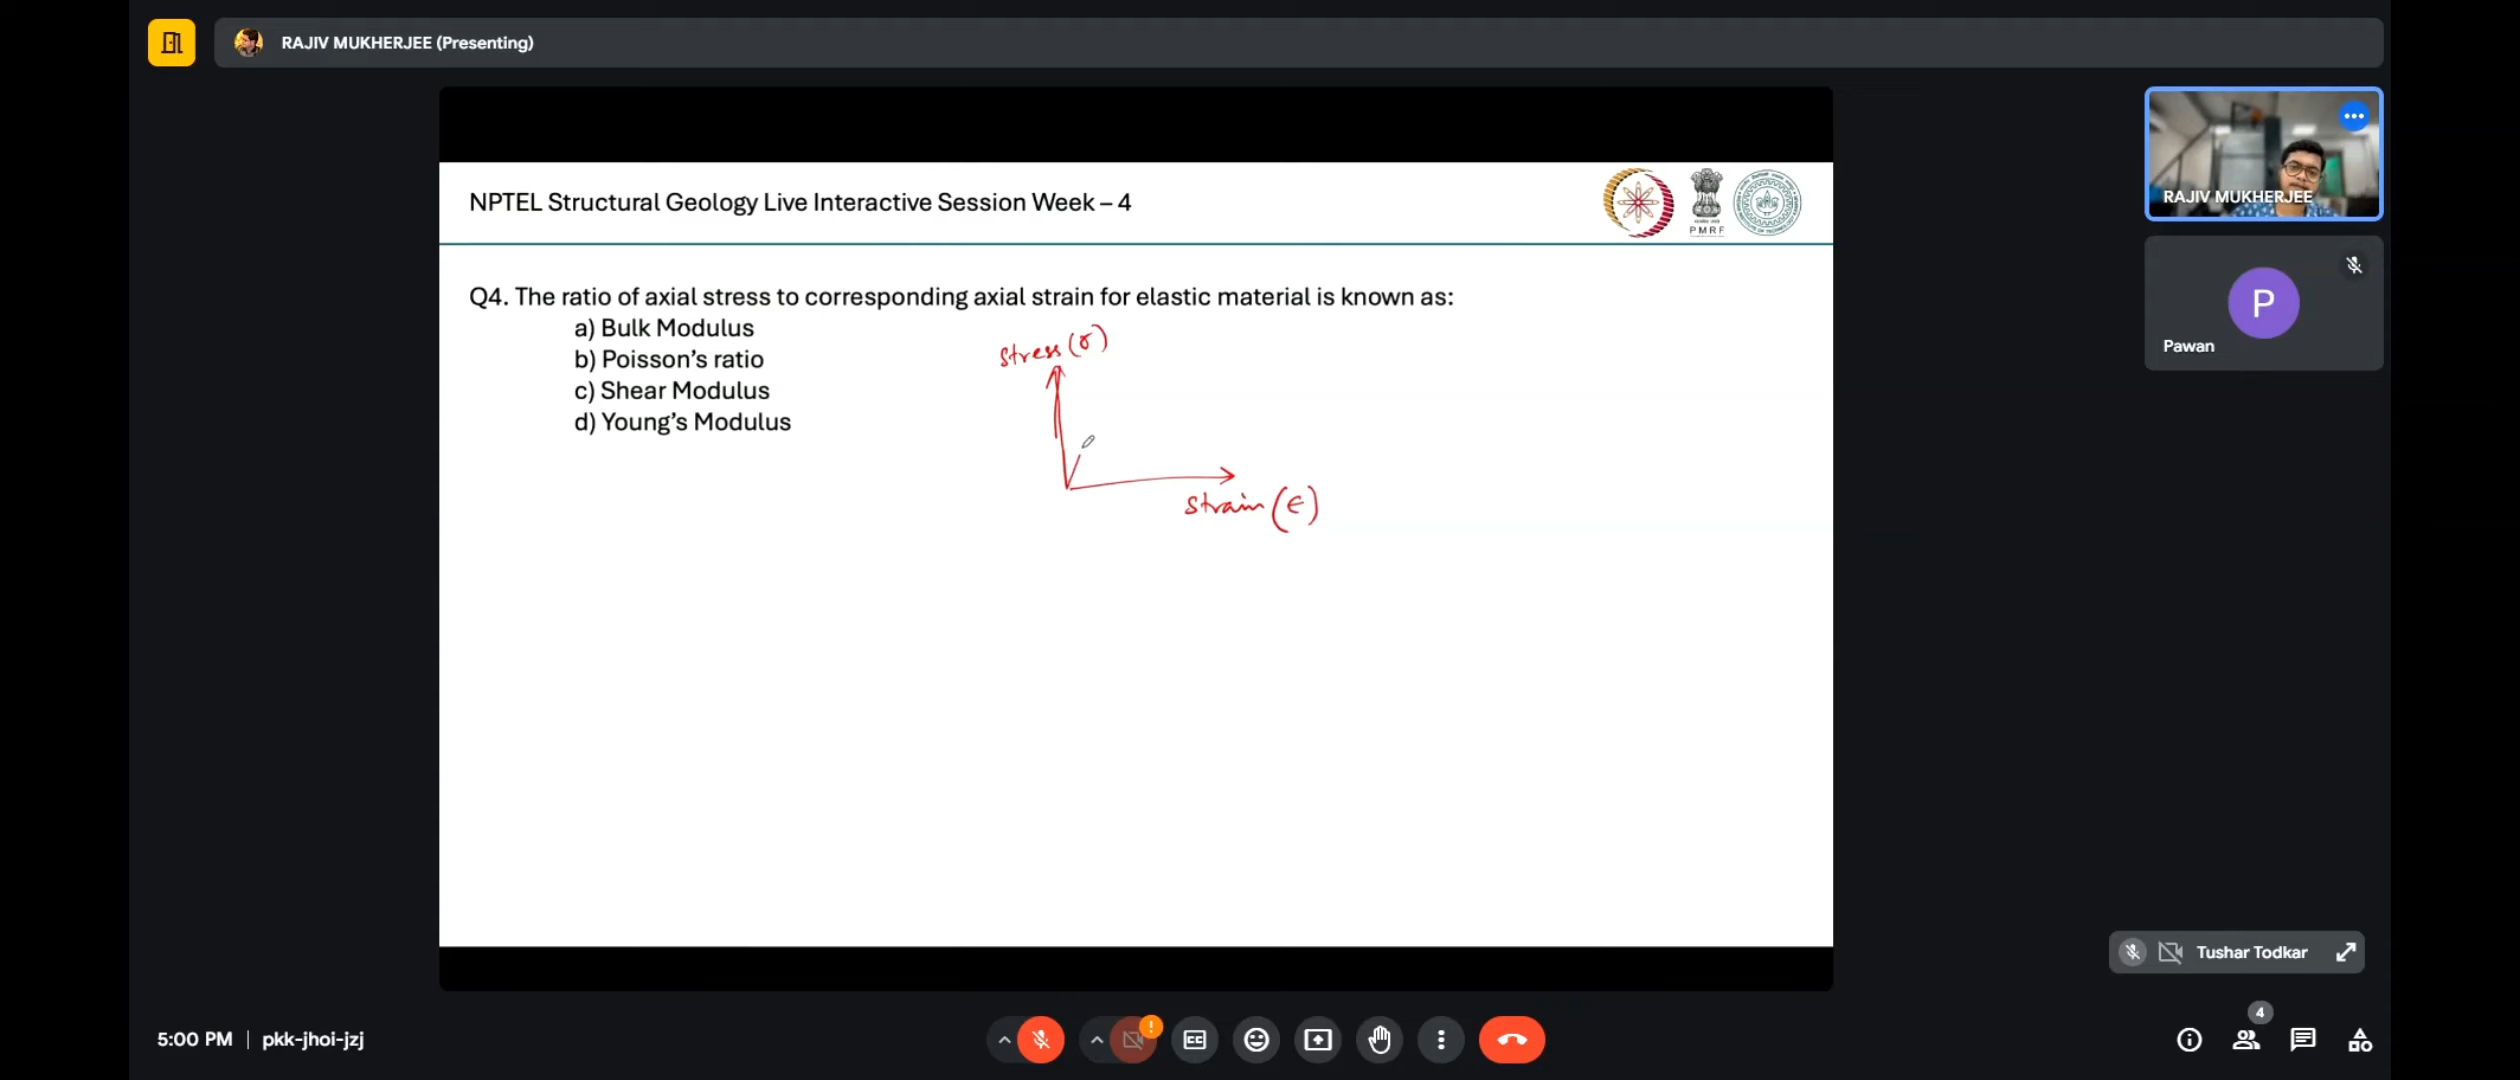 RAJIV MUKHERJEE (Presenting)
NPTEL Structural Geology Live Interactive Session Week – 4
PMRF
Q4. The ratio of axial stress to corresponding axial strain for elastic material is known as:
a) Bulk Modulus
b) Poisson’s ratio
c) Shear Modulus
d) Young’s Modulus
Stress (σ)
Strain (ϵ)
RAJIV MUKHERJEE
P
Pawan
Tushar Todkar
5:00 PM | pkk-jhoi-jzj
!
CC
4